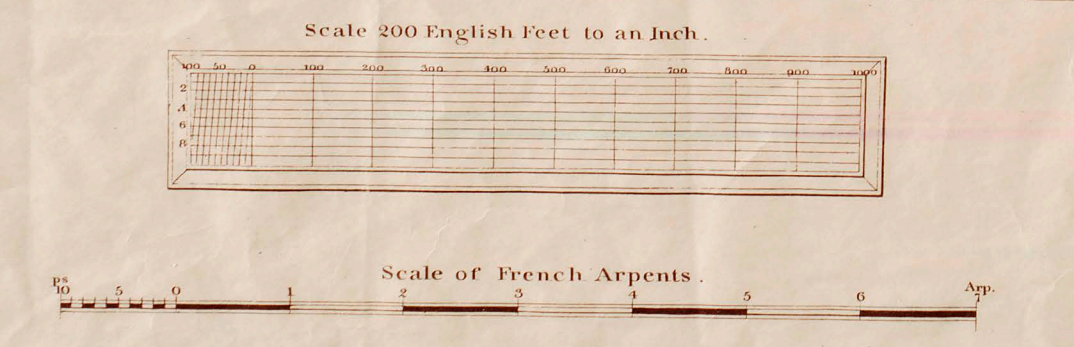 Scale 200 English Feet to an Inch.
100 50 0 100 200 300 400 500 600 700 800 900 1000
2
4
6
8
Scale of French Arpents.
ps Arp.
10 5 0 1 2 3 4 5 6 7